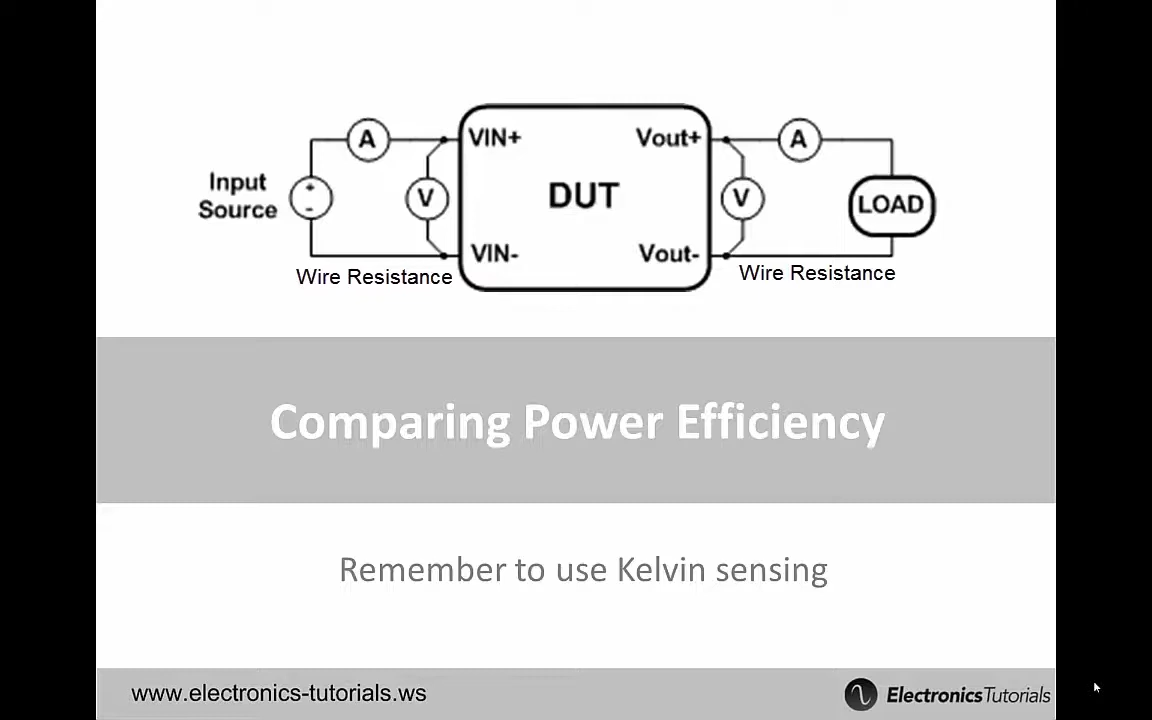 A
VIN+
Vout+
A
Input
Source
+
-
V
DUT
V
LOAD
VIN-
Vout-
Wire Resistance
Wire Resistance
Comparing Power Efficiency
Remember to use Kelvin sensing
www.electronics-tutorials.ws
ElectronicsTutorials